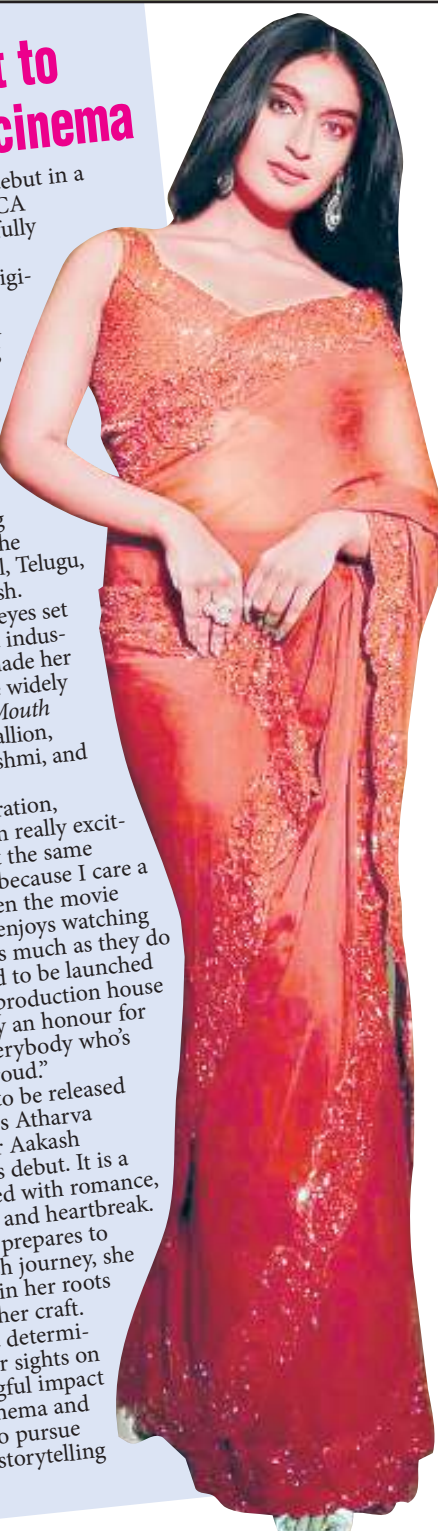 t to
cinema
ebut in a
CA
fully
igi-
g
he
l, Telugu,
sh.
eyes set
indus-
nade her
widely
Mouth
allion,
shmi, and
ration,
n really excit-
t the same
because I care a
en the movie
enjoys watching
s much as they do
d to be launched
production house
y an honour for
erybody who's
oud."
to be released
s Atharva
r Aakash
s debut. It is a
ed with romance,
and heartbreak.
prepares to
h journey, she
in her roots
her craft.
determi-
r sights on
gful impact
nema and
o pursue
storytelling